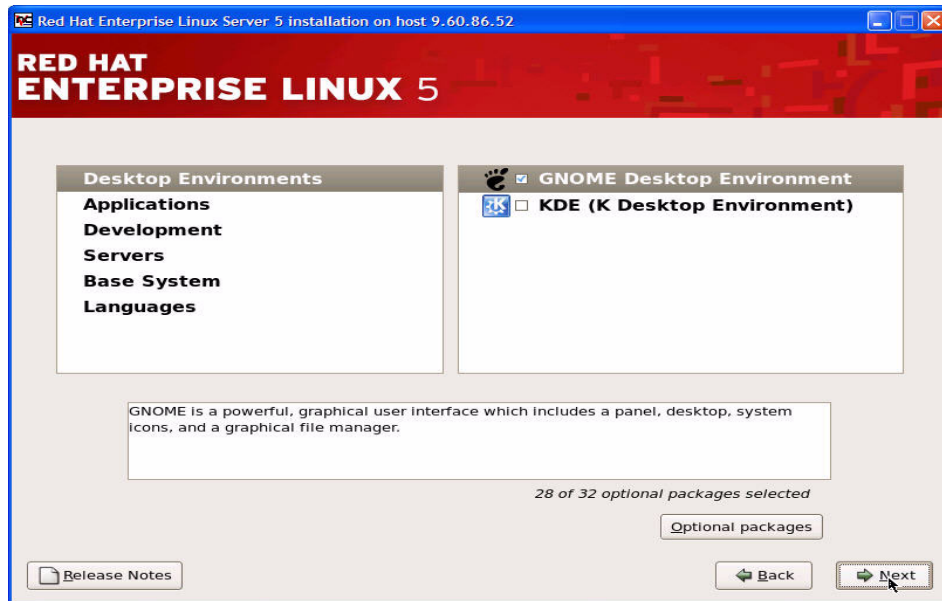 Red Hat Enterprise Linux Server 5 installation on host 9.60.86.52
RED HAT
ENTERPRISE LINUX 5
Desktop Environments
Applications
Development
Servers
Base System
Languages
GNOME Desktop Environment
KDE (K Desktop Environment)
GNOME is a powerful, graphical user interface which includes a panel, desktop, system
icons, and a graphical file manager.
28 of 32 optional packages selected
Optional packages
Release Notes
Back
Next